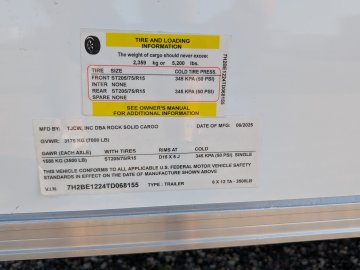 TIRE AND LOADING
INFORMATION
The weight of cargo should never exceed
2,359 kg or 5,200 lbs.
TIRE SIZE COLD TIRE PRESS.
FRONT ST205/75/R15 345 KPA (50 PSI)
INTER NONE
REAR ST205/75/R15 345 KPA (50 PSI)
SPARE NONE
SEE OWNER'S MANUAL
FOR ADDITIONAL INFORMATION
7H2BE1224TD068155
MFD BY: TJCW, INC DBA ROCK SOLID CARGO DATE OF MFG: 06/2025
GVWR: 3175 KG (7000 LB)
GAWR (EACH AXLE) WITH TIRES RIMS AT COLD
1588 KG (3500 LB) ST205/75/R15 D15 X 5 J 345 KPA (50 PSI) SINGLE
THIS VEHICLE CONFORMS TO ALL APPLICABLE U.S. FEDERAL MOTOR VEHICLE SAFETY
STANDARDS IN EFFECT ON THE DATE OF MANUFACTURE SHOWN ABOVE
V.I.N. 7H2BE1224TD068155 TYPE: TRAILER 6 X 12 TA - 3500LB